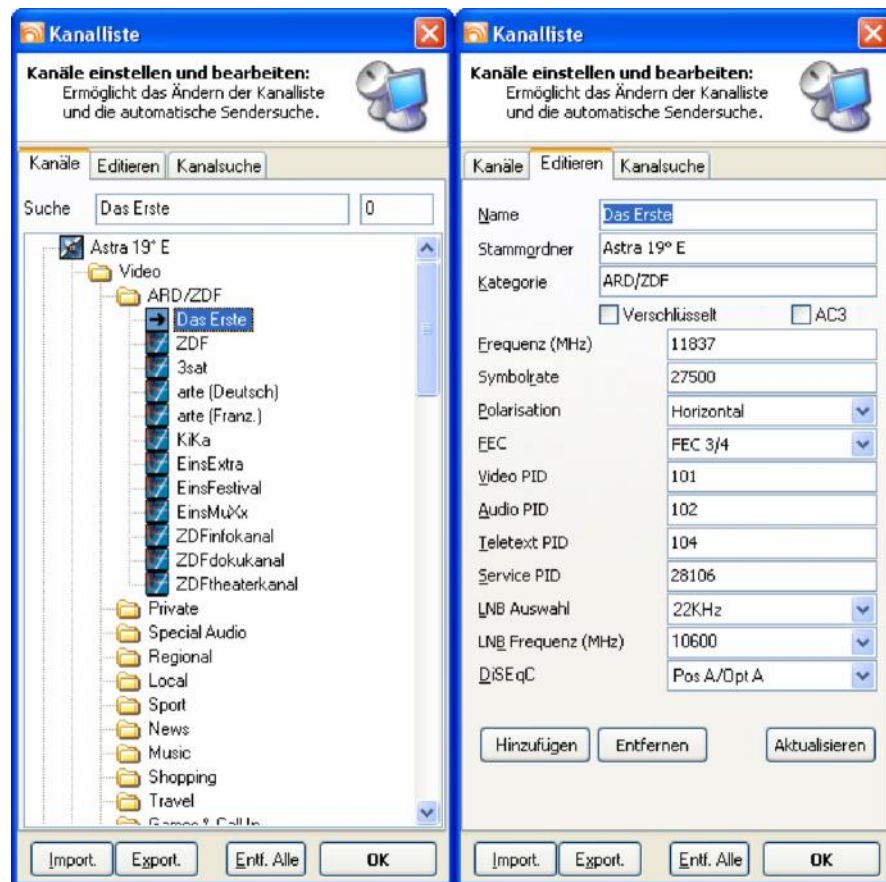 Kanalliste
Kanäle einstellen und bearbeiten:
Ermöglicht das Ändern der Kanalliste
und die automatische Sendersuche.
Kanäle
Editieren
Kanalsuche
Suche
Das Erste
0
Astra 19° E
Video
ARD/ZDF
Das Erste
ZDF
3sat
arte (Deutsch)
arte (Franz.)
KiKa
EinsExtra
EinsFestival
EinsMuXx
ZDFinfokanal
ZDFdokukanal
ZDFtheaterkanal
Private
Special Audio
Regional
Local
Sport
News
Music
Shopping
Travel
Games & Call In
Import.
Export.
Entf. Alle
OK
Kanalliste
Kanäle einstellen und bearbeiten:
Ermöglicht das Ändern der Kanalliste
und die automatische Sendersuche.
Kanäle
Editieren
Kanalsuche
Name
Das Erste
Stammordner
Astra 19° E
Kategorie
ARD/ZDF
Verschlüsselt
AC3
Frequenz (MHz)
11837
Symbolrate
27500
Polarisation
Horizontal
FEC
FEC 3/4
Video PID
101
Audio PID
102
Teletext PID
104
Service PID
28106
LNB Auswahl
22KHz
LNB Frequenz (MHz)
10600
DiSEqC
Pos A/Opt A
Hinzufügen
Entfernen
Aktualisieren
Import.
Export.
Entf. Alle
OK